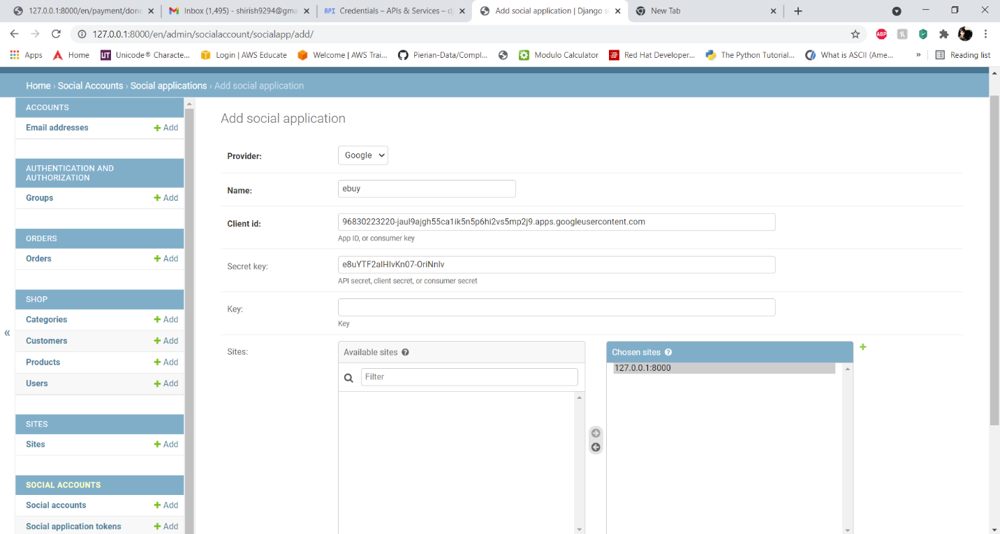 127.0.0.1:8000/en/payment/done
Inbox (1,495) - shirish9294@gma
API Credentials – APIs & Services – dj
Add social application | Django si
New Tab
127.0.0.1:8000/en/admin/socialaccount/socialapp/add/
ABP
Apps
Home
UT Unicode® Characte...
Login | AWS Educate
Welcome | AWS Trai...
Pierian-Data/Compl...
Modulo Calculator
Red Hat Developer...
The Python Tutorial...
What is ASCII (Ame...
»
Reading list
Home › Social Accounts › Social applications › Add social application
ACCOUNTS
Email addresses + Add
AUTHENTICATION AND
AUTHORIZATION
Groups + Add
ORDERS
Orders + Add
SHOP
Categories + Add
Customers + Add
Products + Add
Users + Add
SITES
Sites + Add
SOCIAL ACCOUNTS
Social accounts + Add
Social application tokens + Add
«
Add social application
Provider: Google
Name: ebuy
Client id: 96830223220-jaul9ajgh55ca1ik5n5p6hi2vs5mp2j9.apps.googleusercontent.com
App ID, or consumer key
Secret key: e8uYTF2alHIvKn07-OriNnlv
API secret, client secret, or consumer secret
Key:
Key
Sites:
Available sites ?
Filter
Chosen sites ?
127.0.0.1:8000